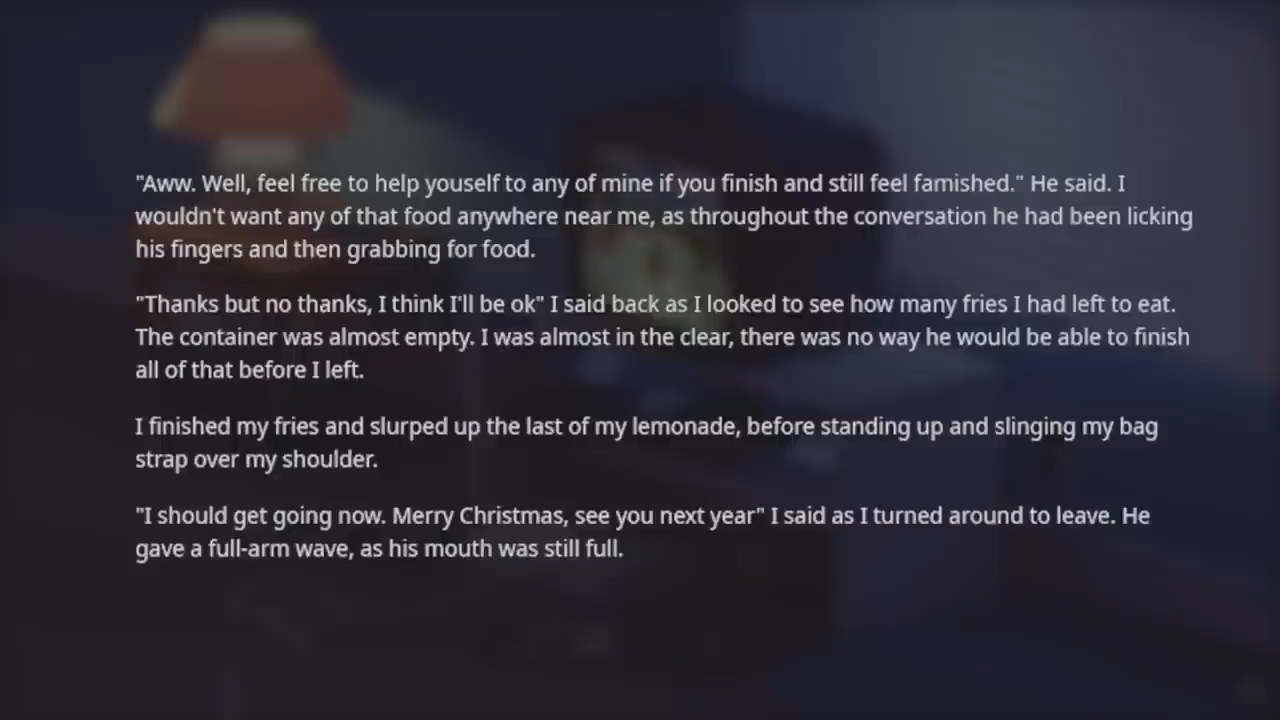 "Aww. Well, feel free to help youself to any of mine if you finish and still feel famished." He said. I
wouldn't want any of that food anywhere near me, as throughout the conversation he had been licking
his fingers and then grabbing for food.
"Thanks but no thanks, I think I'll be ok" I said back as I looked to see how many fries I had left to eat.
The container was almost empty. I was almost in the clear, there was no way he would be able to finish
all of that before I left.
I finished my fries and slurped up the last of my lemonade, before standing up and slinging my bag
strap over my shoulder.
"I should get going now. Merry Christmas, see you next year" I said as I turned around to leave. He
gave a full-arm wave, as his mouth was still full.